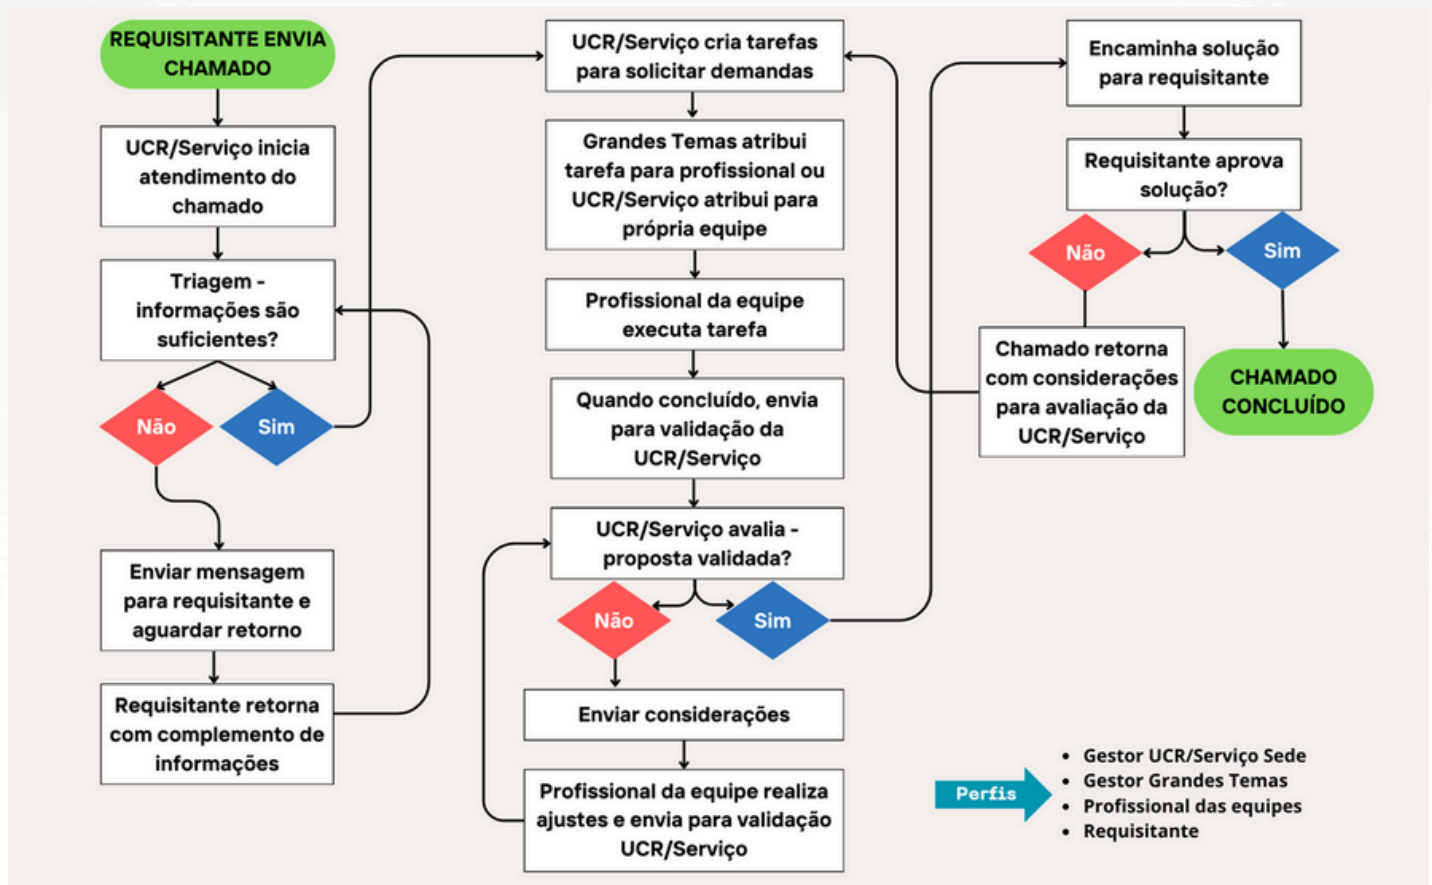 REQUISITANTE ENVIA
CHAMADO
UCR/Serviço inicia
atendimento do
chamado
Triagem -
informações são
suficientes?
Não
Sim
Enviar mensagem
para requisitante e
aguardar retorno
Requisitante retorna
com complemento de
informações
UCR/Serviço cria tarefas
para solicitar demandas
Grandes Temas atribui
tarefa para profissional ou
UCR/Serviço atribui para
própria equipe
Profissional da equipe
executa tarefa
Quando concluído, envia
para validação da
UCR/Serviço
UCR/Serviço avalia -
proposta validada?
Não
Sim
Enviar considerações
Profissional da equipe realiza
ajustes e envia para validação
UCR/Serviço
Encaminha solução
para requisitante
Requisitante aprova
solução?
Não
Sim
Chamado retorna
com considerações
para avaliação da
UCR/Serviço
CHAMADO
CONCLUÍDO
Perfis
• Gestor UCR/Serviço Sede
• Gestor Grandes Temas
• Profissional das equipes
• Requisitante